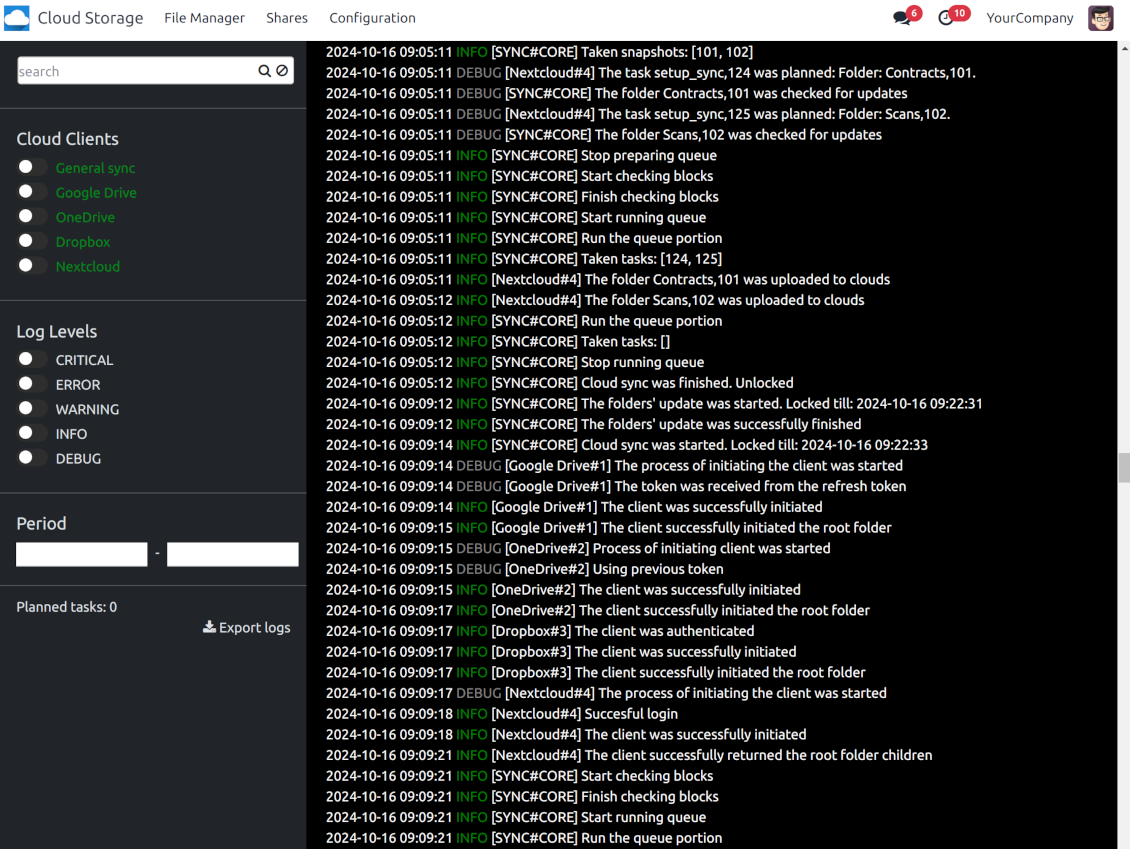 Cloud Storage File Manager Shares Configuration 6 10 YourCompany
search
Cloud Clients
General sync
Google Drive
OneDrive
Dropbox
Nextcloud
Log Levels
CRITICAL
ERROR
WARNING
INFO
DEBUG
Period
-
Planned tasks: 0
Export logs
2024-10-16 09:05:11 INFO [SYNC#CORE] Taken snapshots: [101, 102]
2024-10-16 09:05:11 DEBUG [Nextcloud#4] The task setup_sync,124 was planned: Folder: Contracts,101.
2024-10-16 09:05:11 DEBUG [SYNC#CORE] The folder Contracts,101 was checked for updates
2024-10-16 09:05:11 DEBUG [Nextcloud#4] The task setup_sync,125 was planned: Folder: Scans,102.
2024-10-16 09:05:11 DEBUG [SYNC#CORE] The folder Scans,102 was checked for updates
2024-10-16 09:05:11 INFO [SYNC#CORE] Stop preparing queue
2024-10-16 09:05:11 INFO [SYNC#CORE] Start checking blocks
2024-10-16 09:05:11 INFO [SYNC#CORE] Finish checking blocks
2024-10-16 09:05:11 INFO [SYNC#CORE] Start running queue
2024-10-16 09:05:11 INFO [SYNC#CORE] Run the queue portion
2024-10-16 09:05:11 INFO [SYNC#CORE] Taken tasks: [124, 125]
2024-10-16 09:05:11 INFO [Nextcloud#4] The folder Contracts,101 was uploaded to clouds
2024-10-16 09:05:12 INFO [Nextcloud#4] The folder Scans,102 was uploaded to clouds
2024-10-16 09:05:12 INFO [SYNC#CORE] Run the queue portion
2024-10-16 09:05:12 INFO [SYNC#CORE] Taken tasks: []
2024-10-16 09:05:12 INFO [SYNC#CORE] Stop running queue
2024-10-16 09:05:12 INFO [SYNC#CORE] Cloud sync was finished. Unlocked
2024-10-16 09:09:12 INFO [SYNC#CORE] The folders' update was started. Locked till: 2024-10-16 09:22:31
2024-10-16 09:09:12 INFO [SYNC#CORE] The folders' update was successfully finished
2024-10-16 09:09:14 INFO [SYNC#CORE] Cloud sync was started. Locked till: 2024-10-16 09:22:33
2024-10-16 09:09:14 DEBUG [Google Drive#1] The process of initiating the client was started
2024-10-16 09:09:14 DEBUG [Google Drive#1] The token was received from the refresh token
2024-10-16 09:09:14 INFO [Google Drive#1] The client was successfully initiated
2024-10-16 09:09:15 INFO [Google Drive#1] The client successfully initiated the root folder
2024-10-16 09:09:15 DEBUG [OneDrive#2] Process of initiating client was started
2024-10-16 09:09:15 DEBUG [OneDrive#2] Using previous token
2024-10-16 09:09:15 INFO [OneDrive#2] The client was successfully initiated
2024-10-16 09:09:17 INFO [OneDrive#2] The client successfully initiated the root folder
2024-10-16 09:09:17 INFO [Dropbox#3] The client was authenticated
2024-10-16 09:09:17 INFO [Dropbox#3] The client was successfully initiated
2024-10-16 09:09:17 INFO [Dropbox#3] The client successfully initiated the root folder
2024-10-16 09:09:17 DEBUG [Nextcloud#4] The process of initiating the client was started
2024-10-16 09:09:18 INFO [Nextcloud#4] Succesful login
2024-10-16 09:09:18 INFO [Nextcloud#4] The client was successfully initiated
2024-10-16 09:09:21 INFO [Nextcloud#4] The client successfully returned the root folder children
2024-10-16 09:09:21 INFO [SYNC#CORE] Start checking blocks
2024-10-16 09:09:21 INFO [SYNC#CORE] Finish checking blocks
2024-10-16 09:09:21 INFO [SYNC#CORE] Start running queue
2024-10-16 09:09:21 INFO [SYNC#CORE] Run the queue portion